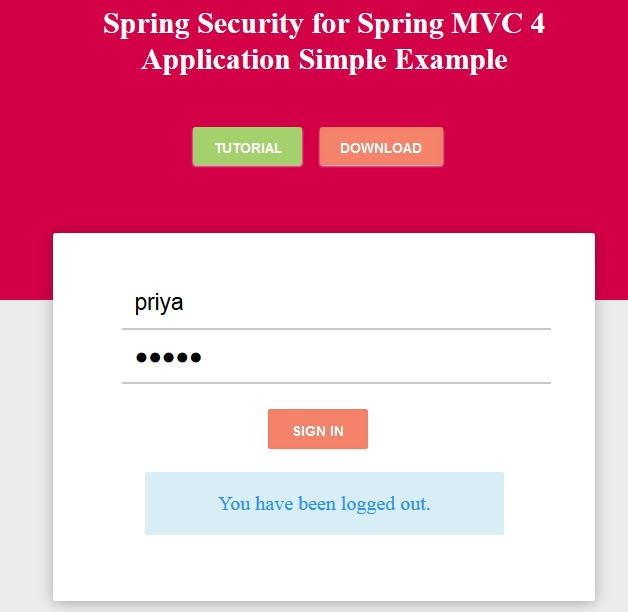 Spring Security for Spring MVC 4
Application Simple Example
TUTORIAL DOWNLOAD
priya
●●●●●
SIGN IN
You have been logged out.